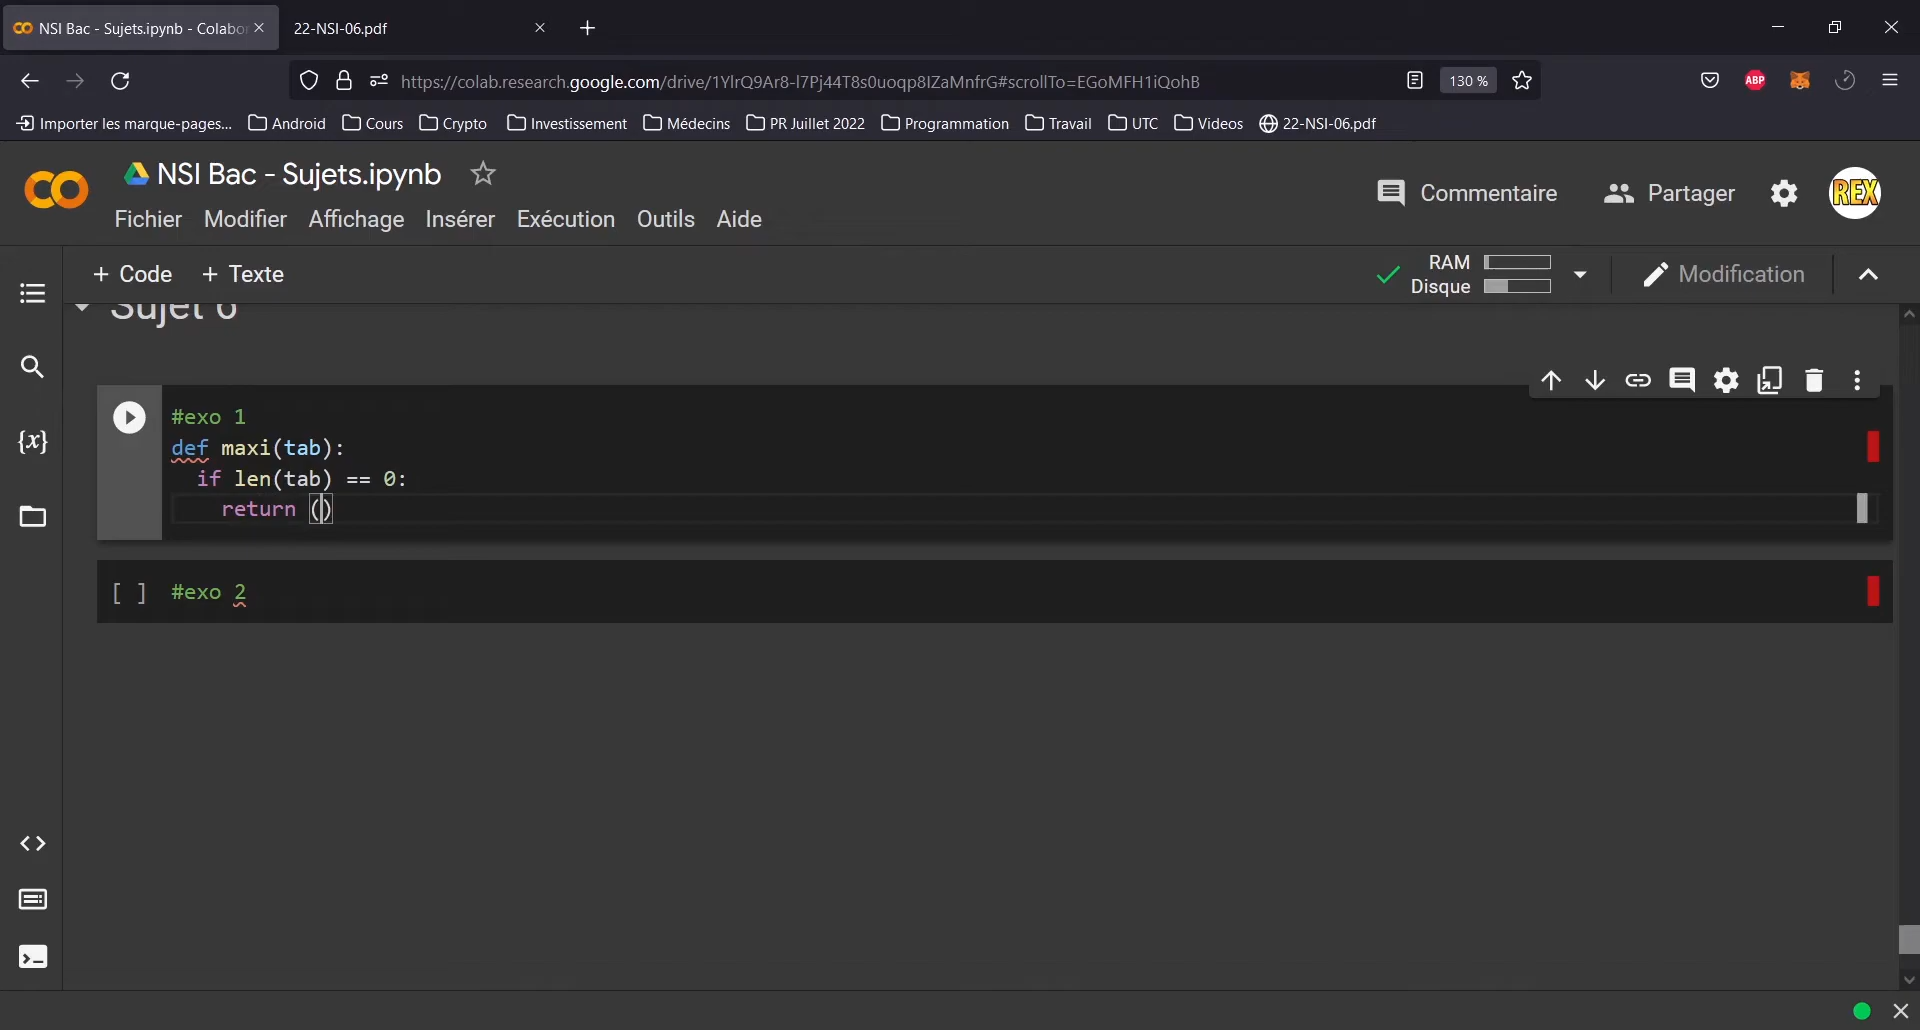 NSI Bac - Sujets.ipynb - Colabor
22-NSI-06.pdf
https://colab.research.google.com/drive/1YlrQ9Ar8-l7Pj44T8s0uoqp8IZaMnfrG#scrollTo=EGoMFH1iQohB
130 %
ABP
Importer les marque-pages...
Android
Cours
Crypto
Investissement
Médecins
PR Juillet 2022
Programmation
Travail
UTC
Videos
22-NSI-06.pdf
NSI Bac - Sujets.ipynb
Commentaire
Partager
REX
Fichier
Modifier
Affichage
Insérer
Exécution
Outils
Aide
+ Code
+ Texte
RAM
Disque
Modification
Sujet 6
{x}
#exo 1
def maxi(tab):
if len(tab) == 0:
return ()
[ ] #exo 2